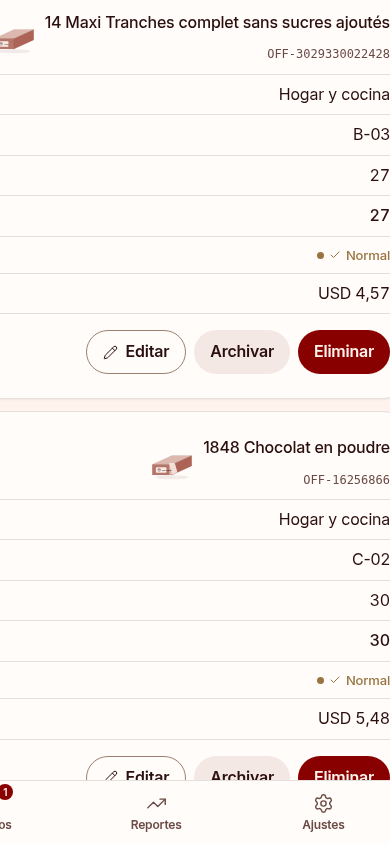 14 Maxi Tranches complet sans sucres ajoutés
OFF-3029330022428
Hogar y cocina
B-03
27
27
Normal
USD 4,57
Editar
Archivar
Eliminar
1848 Chocolat en poudre
OFF-16256866
Hogar y cocina
C-02
30
30
Normal
USD 5,48
Editar
Archivar
Eliminar
1
os
Reportes
Ajustes